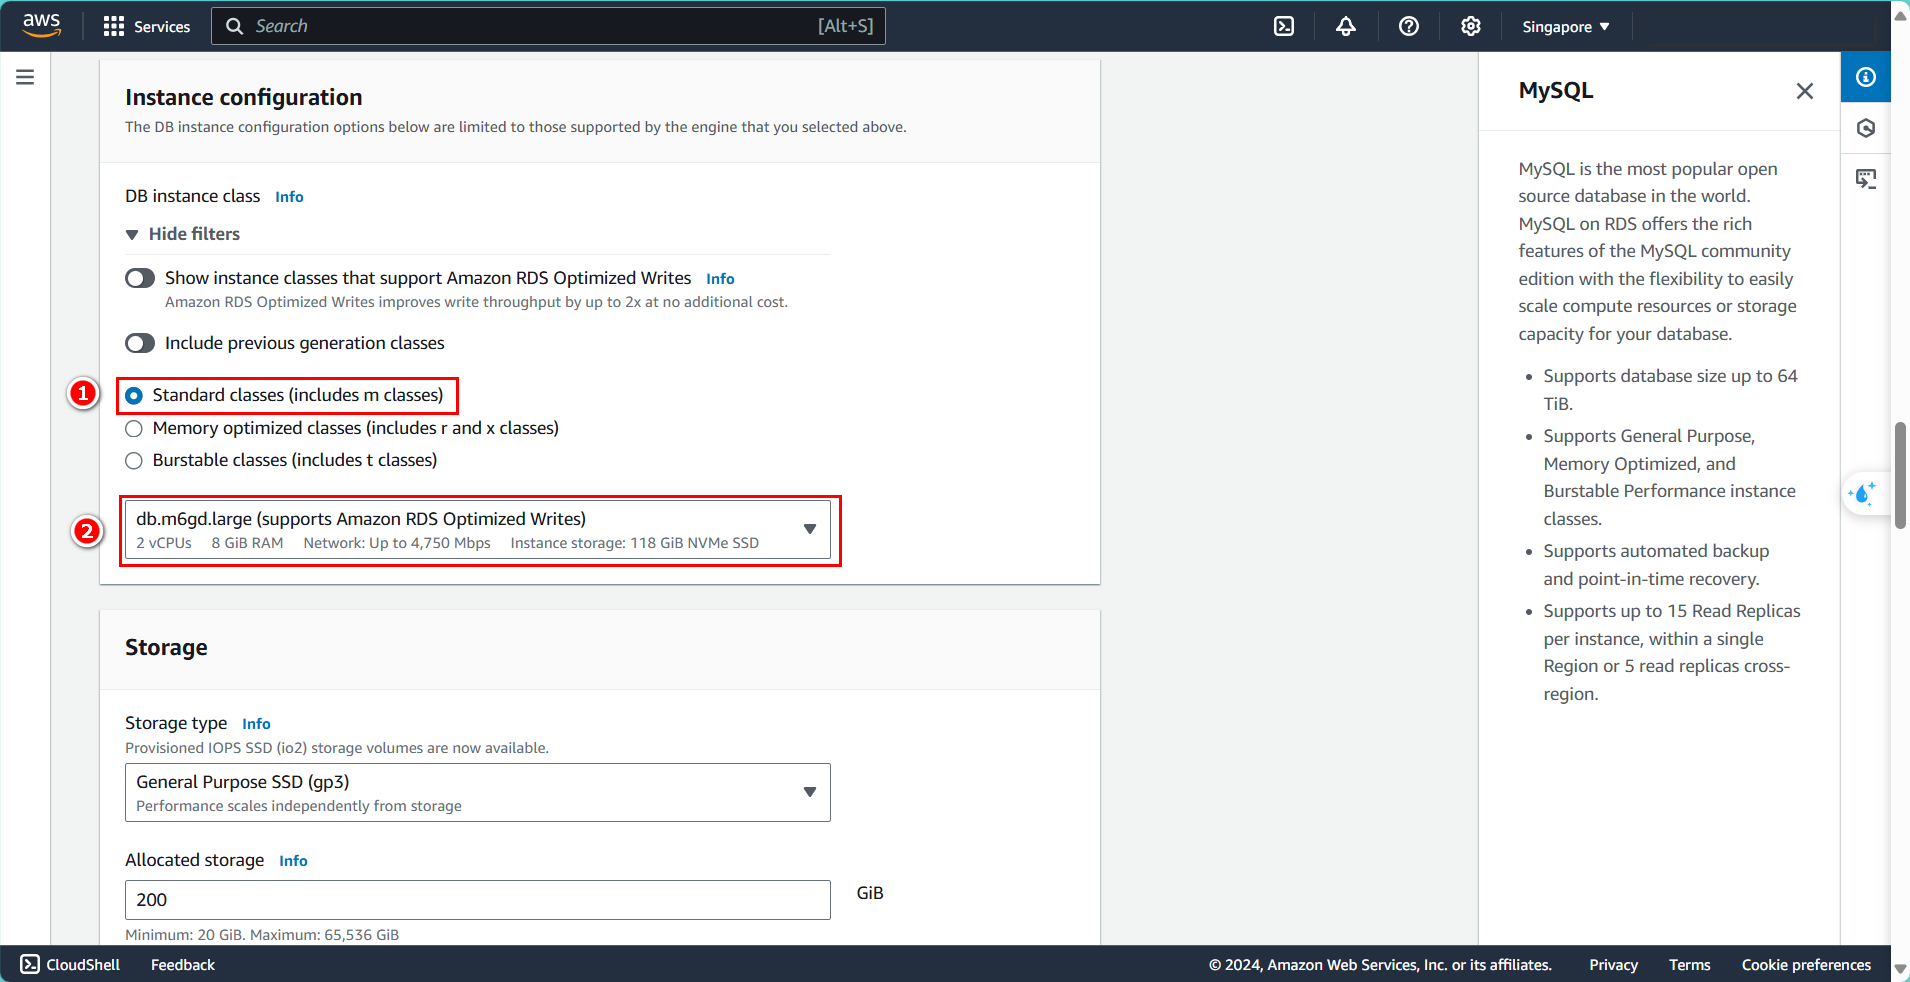 aws
Services
Search
[Alt+S]
Singapore
Instance configuration
The DB instance configuration options below are limited to those supported by the engine that you selected above.
DB instance class Info
Hide filters
Show instance classes that support Amazon RDS Optimized Writes Info
Amazon RDS Optimized Writes improves write throughput by up to 2x at no additional cost.
Include previous generation classes
1
Standard classes (includes m classes)
Memory optimized classes (includes r and x classes)
Burstable classes (includes t classes)
2
db.m6gd.large (supports Amazon RDS Optimized Writes)
2 vCPUs 8 GiB RAM Network: Up to 4,750 Mbps Instance storage: 118 GiB NVMe SSD
Storage
Storage type Info
Provisioned IOPS SSD (io2) storage volumes are now available.
General Purpose SSD (gp3)
Performance scales independently from storage
Allocated storage Info
200
GiB
Minimum: 20 GiB. Maximum: 65,536 GiB
MySQL
MySQL is the most popular open
source database in the world.
MySQL on RDS offers the rich
features of the MySQL community
edition with the flexibility to easily
scale compute resources or storage
capacity for your database.
• Supports database size up to 64
TiB.
• Supports General Purpose,
Memory Optimized, and
Burstable Performance instance
classes.
• Supports automated backup
and point-in-time recovery.
• Supports up to 15 Read Replicas
per instance, within a single
Region or 5 read replicas cross-
region.
CloudShell
Feedback
© 2024, Amazon Web Services, Inc. or its affiliates.
Privacy
Terms
Cookie preferences